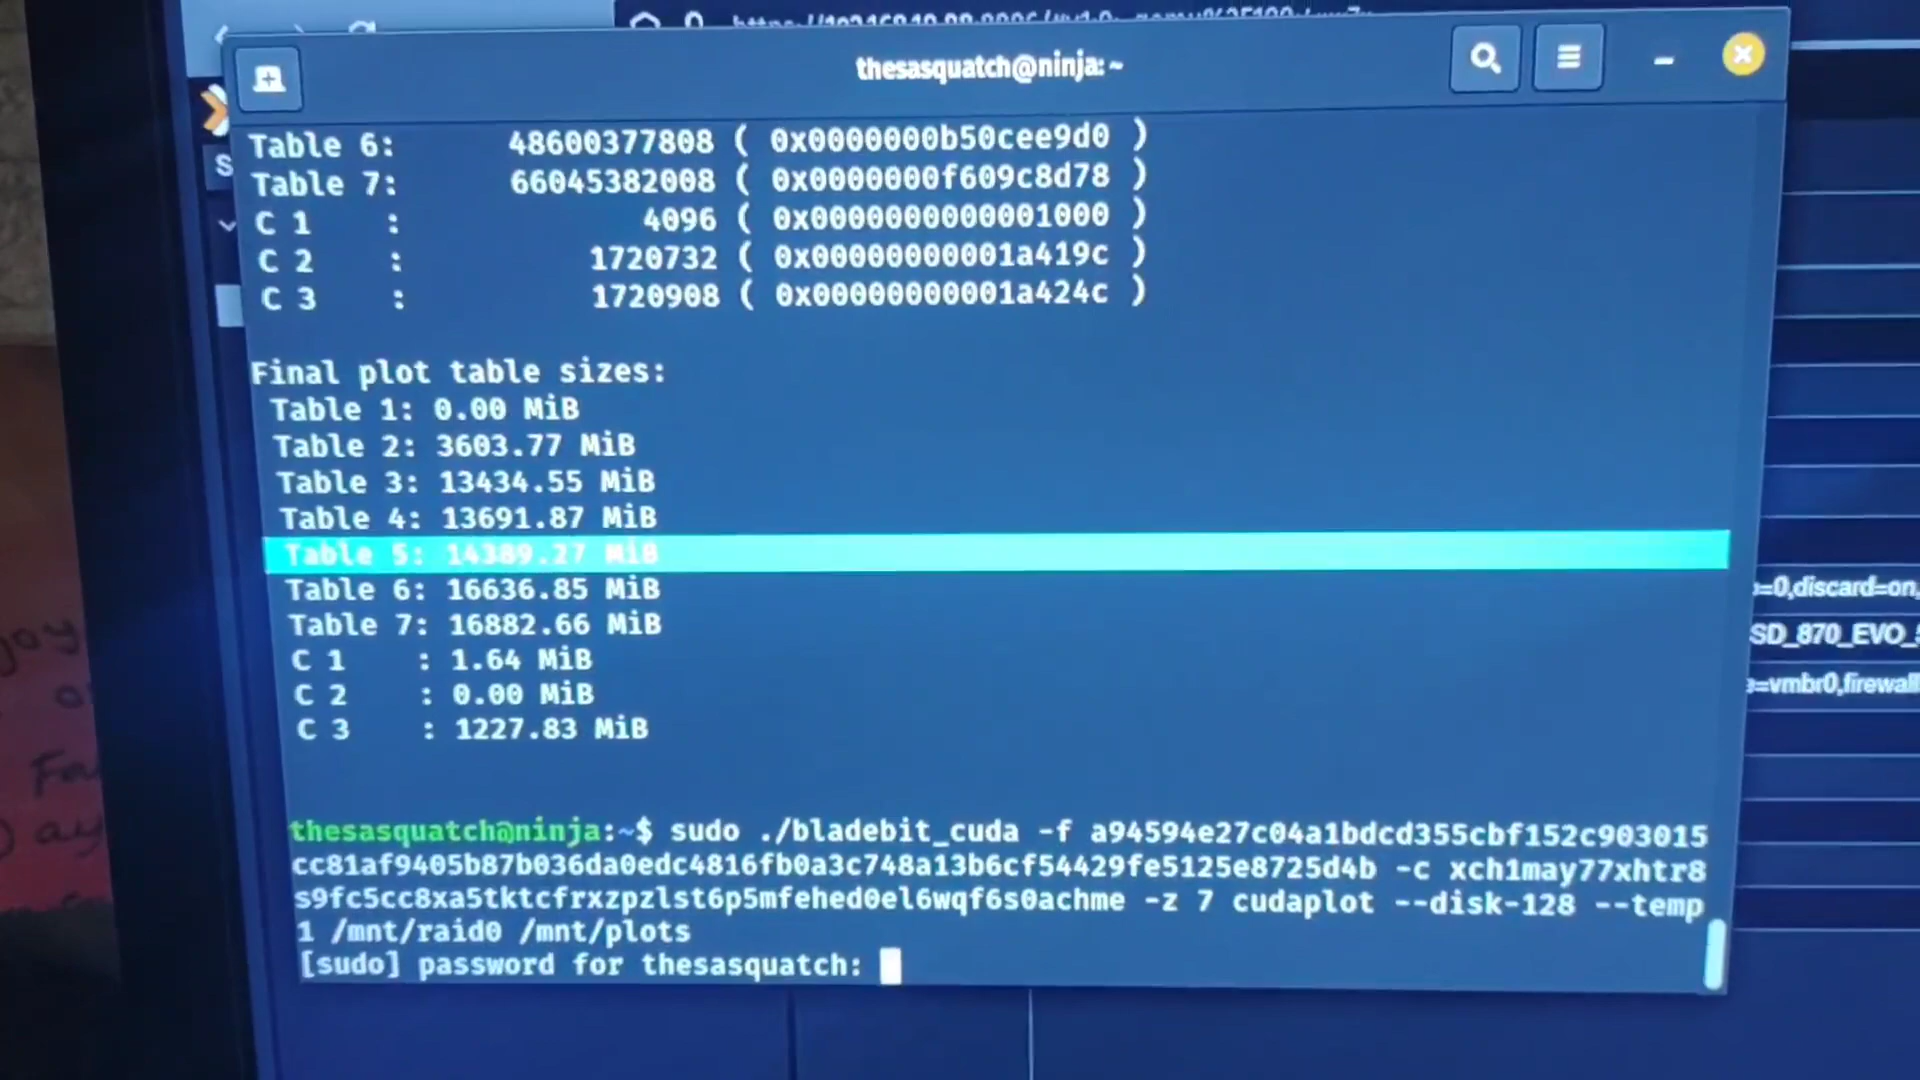 thesasquatch@ninja:~
Table 6: 48600377808 ( 0x0000000b50cee9d0 )
Table 7: 66045382008 ( 0x0000000f609c8d78 )
C 1 : 4096 ( 0x0000000000001000 )
C 2 : 1720732 ( 0x00000000001a419c )
C 3 : 1720908 ( 0x00000000001a424c )
Final plot table sizes:
Table 1: 0.00 MiB
Table 2: 3603.77 MiB
Table 3: 13434.55 MiB
Table 4: 13691.87 MiB
Table 5: 14389.27 MiB
Table 6: 16636.85 MiB
Table 7: 16882.66 MiB
C 1 : 1.64 MiB
C 2 : 0.00 MiB
C 3 : 1227.83 MiB
thesasquatch@ninja:~$ sudo ./bladebit_cuda -f a94594e27c04a1bdcd355cbf152c903015
cc81af9405b87b036da0edc4816fb0a3c748a13b6cf54429fe5125e8725d4b -c xch1may77xhtr8
s9fc5cc8xa5tktcfrxzpzlst6p5mfehed0el6wqf6s0achme -z 7 cudaplot --disk-128 --temp
1 /mnt/raid0 /mnt/plots
[sudo] password for thesasquatch:
=0,discard=on,
SD_870_EVO_
=vmbr0,firewall